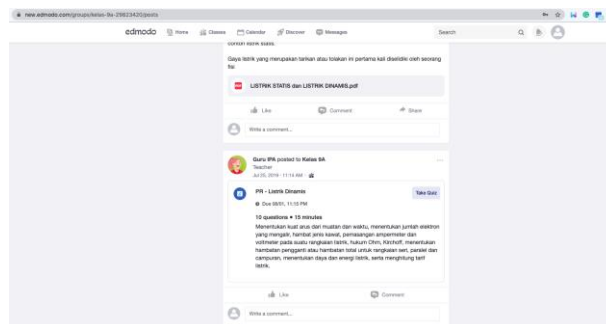 new.edmodo.com/groups/kelas-9a-29823420/posts
edmodo Home Classes Calendar Discover Messages Search
contoh listrik statis.
Gaya listrik yang merupakan tarikan atau tolakan ini pertama kali diselidiki oleh seorang
LISTRIK STATIS dan LISTRIK DINAMIS.pdf
Like Comment Share
Write a comment...
Guru IPA posted to Kelas 9A
Teacher
Jul 25, 2019 · 11:14 AM
PR - Listrik Dinamis
Take Quiz
Due 08/01, 11:13 PM
10 questions • 15 minutes
Menentukan kuat arus dari muatan dan waktu, menentukan jumlah elektron
yang mengalir, hambat jenis kawat, pemasangan ampermeter dan
voltmeter pada suatu rangkaian listrik, hukum Ohm, Kirchoff, menentukan
hambatan pengganti atau hambatan total untuk rangkaian seri, paralel dan
campuran, menentukan daya dan energi listrik, serta menghitung tarif
listrik.
Like Comment
Write a comment...